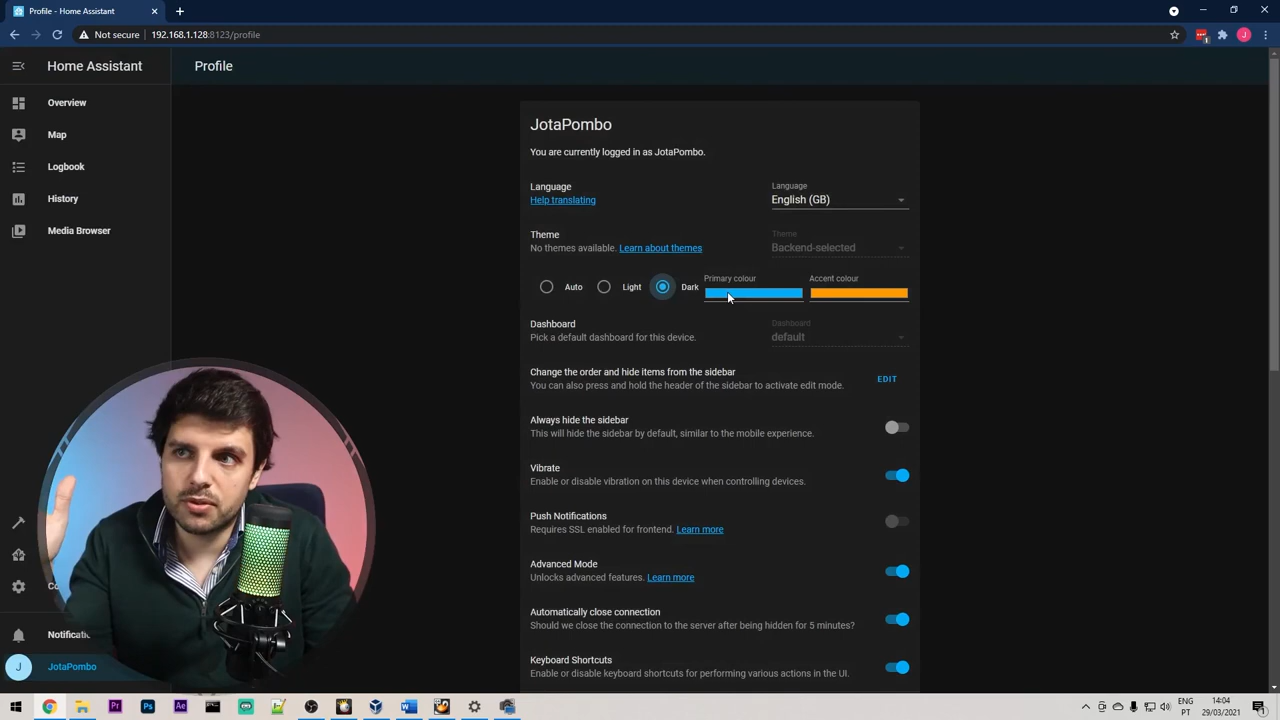 Profile - Home Assistant
Not secure
192.168.1.128:8123/profile
J
Home Assistant
Profile
Overview
Map
Logbook
History
Media Browser
JotaPombo
You are currently logged in as JotaPombo.
Language
Help translating
Language
English (GB)
Theme
No themes available. Learn about themes
Theme
Backend-selected
Auto
Light
Dark
Primary colour
Accent colour
Dashboard
Pick a default dashboard for this device.
Dashboard
default
Change the order and hide items from the sidebar
You can also press and hold the header of the sidebar to activate edit mode.
EDIT
Always hide the sidebar
This will hide the sidebar by default, similar to the mobile experience.
Vibrate
Enable or disable vibration on this device when controlling devices.
Push Notifications
Requires SSL enabled for frontend. Learn more
Advanced Mode
Unlocks advanced features. Learn more
Automatically close connection
Should we close the connection to the server after being hidden for 5 minutes?
Keyboard Shortcuts
Enable or disable keyboard shortcuts for performing various actions in the UI.
J
JotaPombo
Pr
Ps
Ae
ENG
PT
14:04
29/03/2021